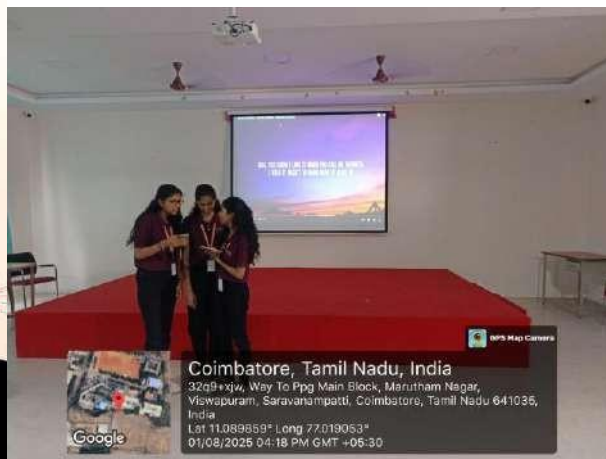 GPS Map Camera
Coimbatore, Tamil Nadu, India
32q9+xjw, Way To Ppg Main Block, Marutham Nagar,
Viswapuram, Saravanampatti, Coimbatore, Tamil Nadu 641035,
India
Lat 11.089859° Long 77.019053°
01/08/2025 04:18 PM GMT +05:30
Google